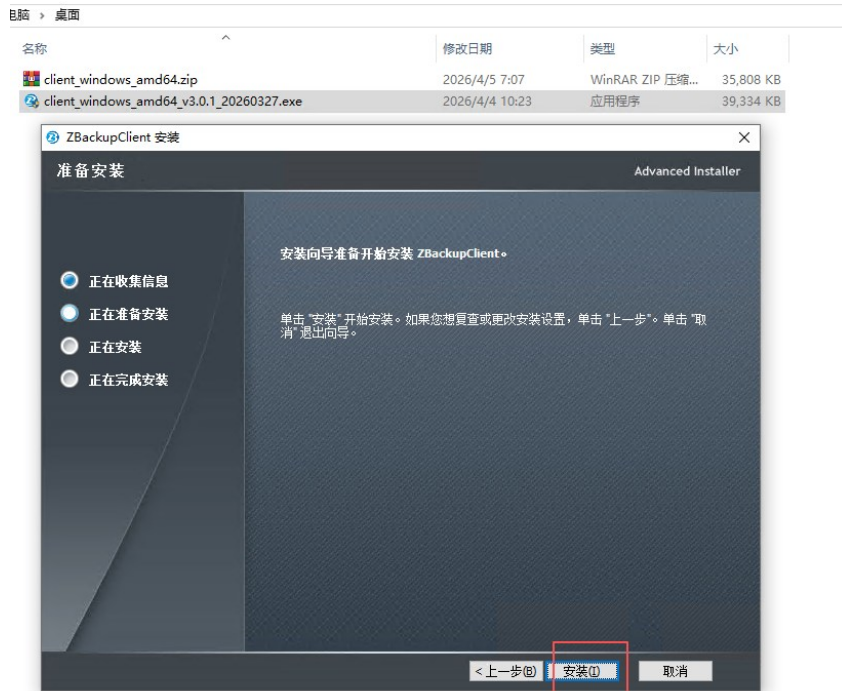 电脑 › 桌面
名称 修改日期 类型 大小
client_windows_amd64.zip 2026/4/5 7:07 WinRAR ZIP 压缩... 35,808 KB
client_windows_amd64_v3.0.1_20260327.exe 2026/4/4 10:23 应用程序 39,334 KB
ZBackupClient 安装
准备安装
Advanced Installer
安装向导准备开始安装 ZBackupClient。
正在收集信息
正在准备安装
正在安装
正在完成安装
单击 "安装" 开始安装。如果您想复查或更改安装设置，单击 "上一步"。单击 "取
消" 退出向导。
<上一步(B) 安装(I) 取消